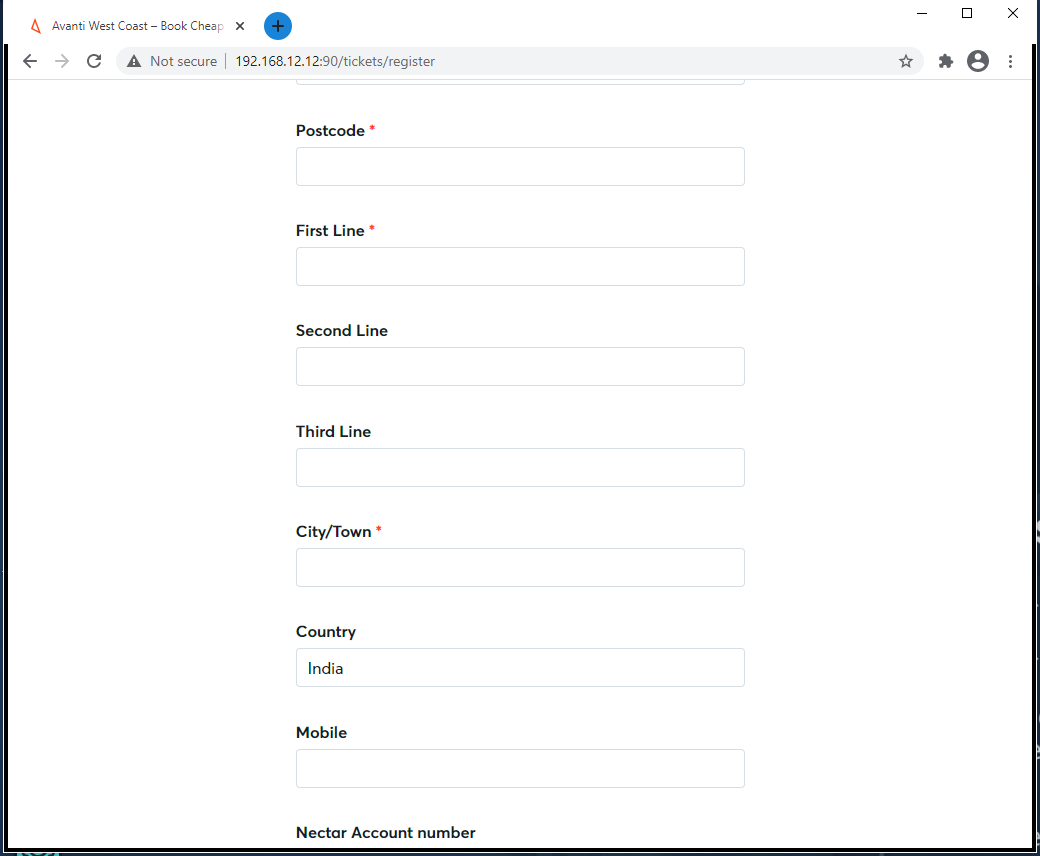 Avanti West Coast – Book Cheap
Not secure
192.168.12.12:90/tickets/register
Postcode *
First Line *
Second Line
Third Line
City/Town *
Country
India
Mobile
Nectar Account number